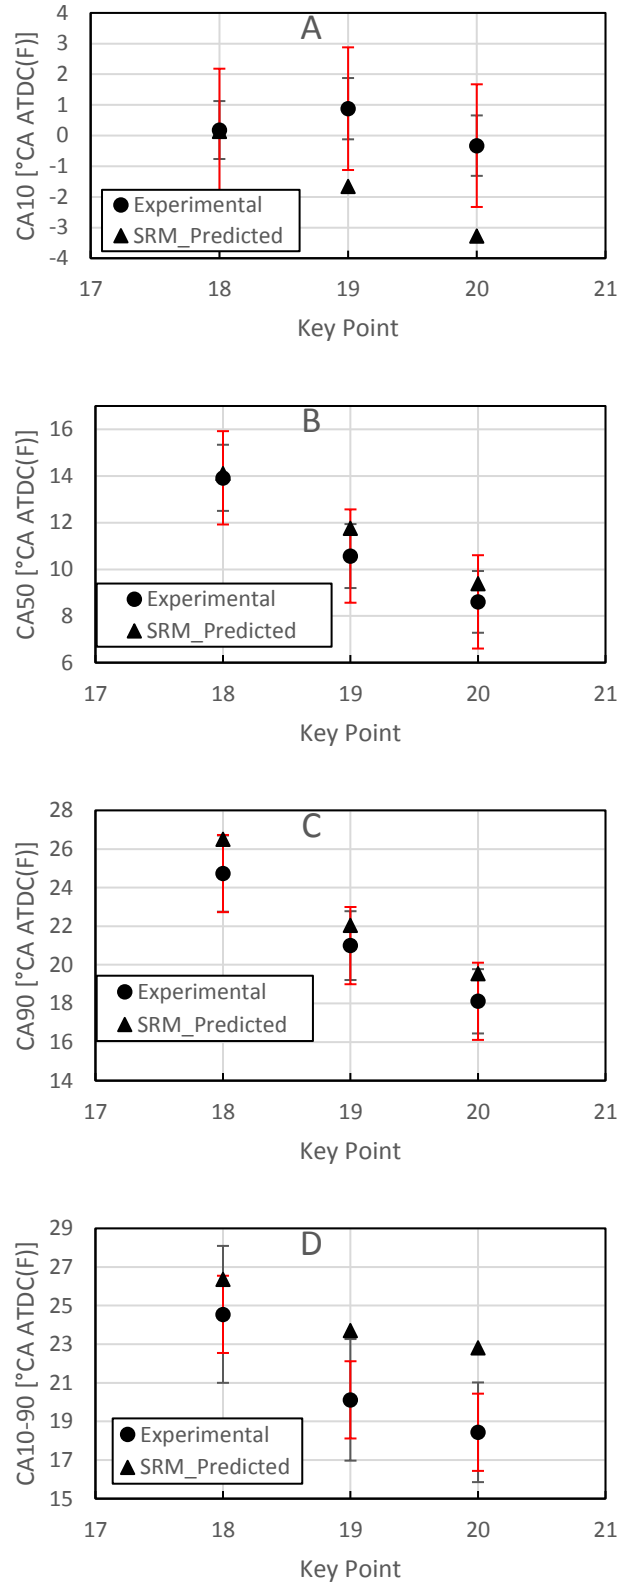 A
4
3
2
1
0
-1
-2
-3
-4
CA10 [°CA ATDC(F)]
Experimental
SRM_Predicted
17 18 19 20 21
Key Point
B
16
14
12
10
8
6
CA50 [°CA ATDC(F)]
Experimental
SRM_Predicted
17 18 19 20 21
Key Point
C
28
26
24
22
20
18
16
14
CA90 [°CA ATDC(F)]
Experimental
SRM_Predicted
17 18 19 20 21
Key Point
D
29
27
25
23
21
19
17
15
CA10-90 [°CA ATDC(F)]
Experimental
SRM_Predicted
17 18 19 20 21
Key Point